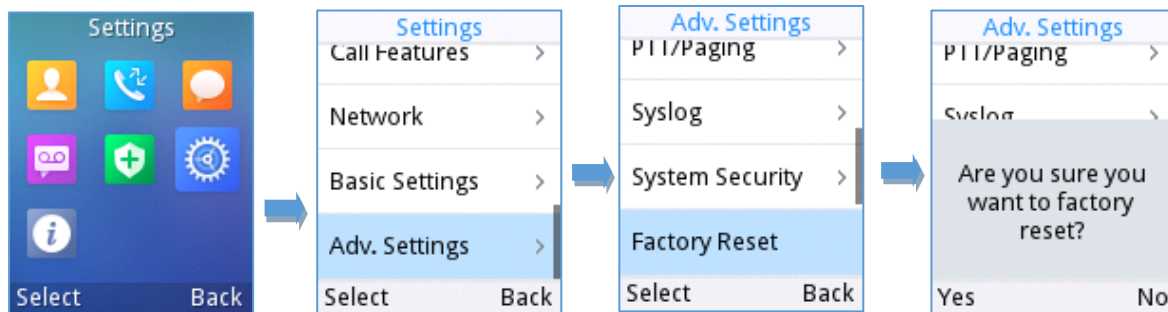 Settings
Select Back
Settings
Call Features
Network
Basic Settings
Adv. Settings
Select Back
Adv. Settings
PTT/Paging
Syslog
System Security
Factory Reset
Select Back
Adv. Settings
PTT/Paging
Syslog
Are you sure you
want to factory
reset?
Yes No